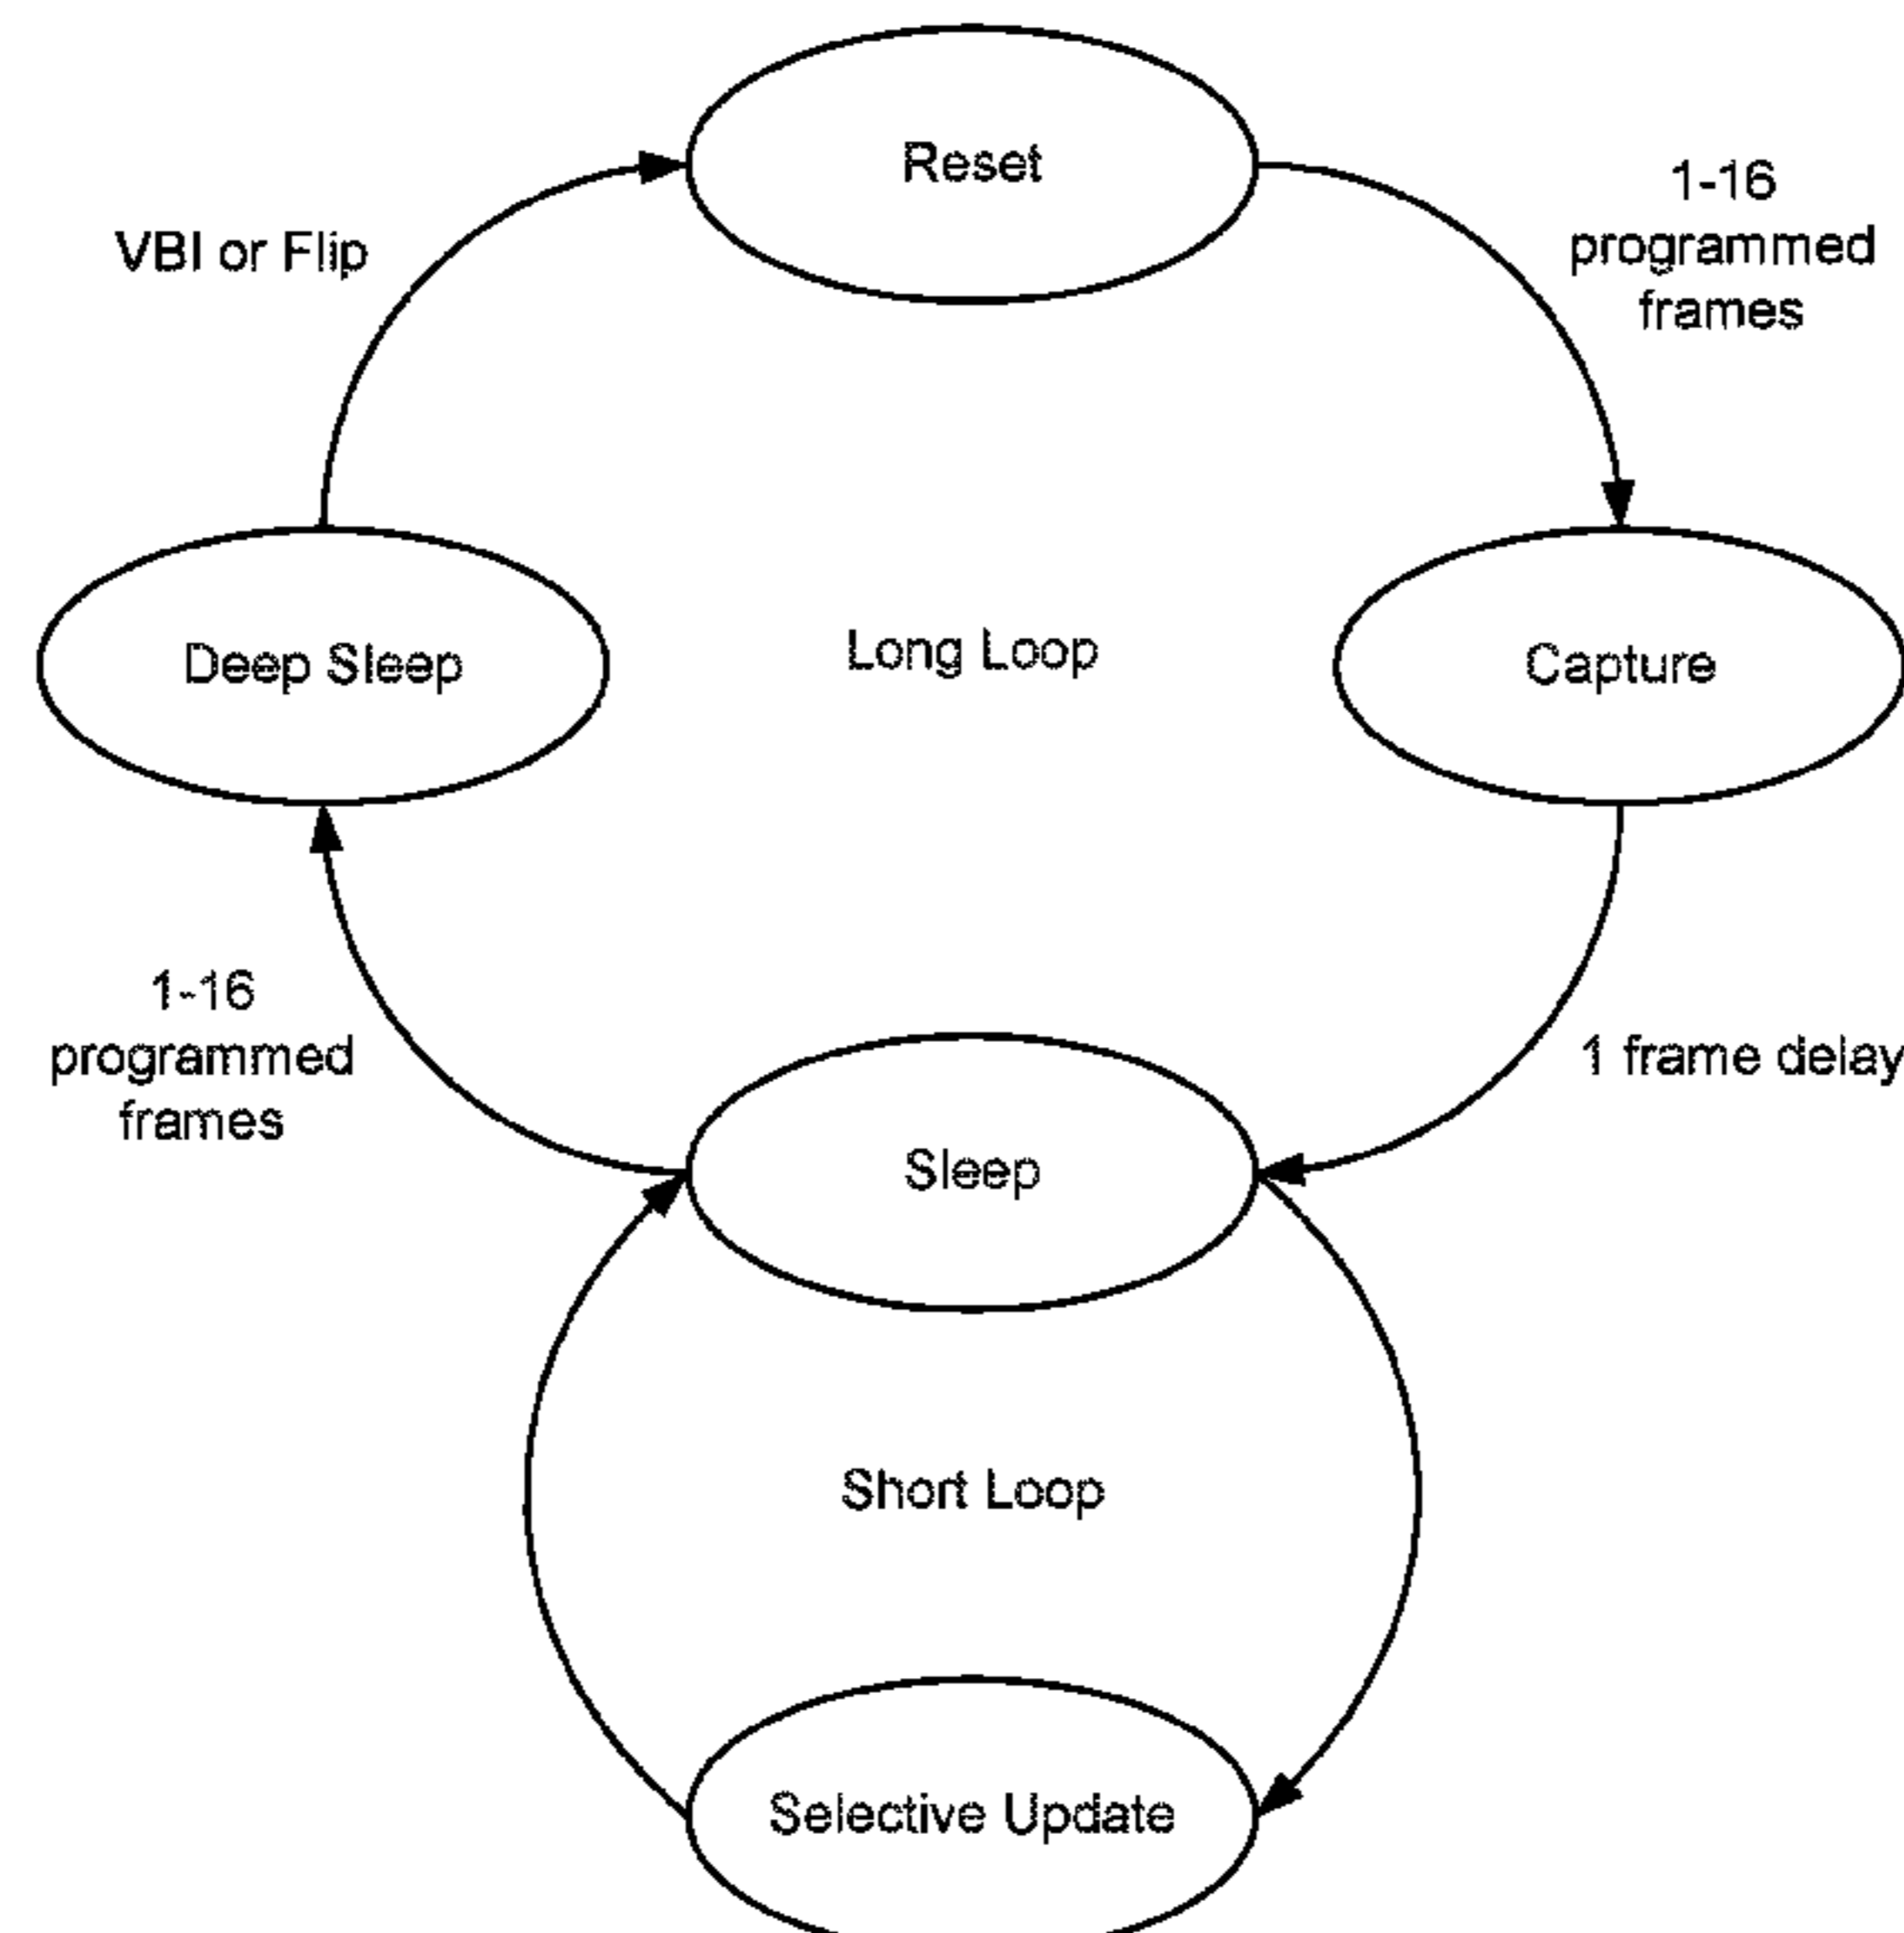 Reset
1-16
programmed
frames
VBI or Flip
Deep Sleep
Long Loop
Capture
1-16
programmed
frames
1 frame delay
Sleep
Short Loop
Selective Update